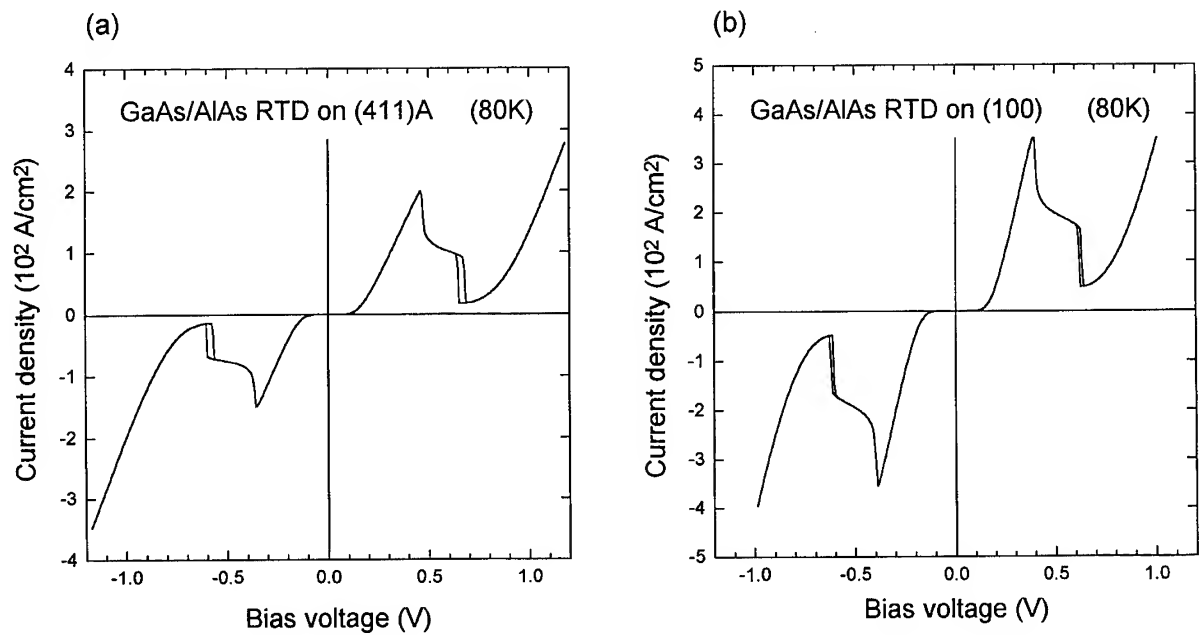 (a)
GaAs/AlAs RTD on (411)A (80K)
Current density (10² A/cm²)
4
3
2
1
0
-1
-2
-3
-4
-1.0 -0.5 0.0 0.5 1.0
Bias voltage (V)
(b)
GaAs/AlAs RTD on (100) (80K)
Current density (10² A/cm²)
5
4
3
2
1
0
-1
-2
-3
-4
-5
-1.0 -0.5 0.0 0.5 1.0
Bias voltage (V)